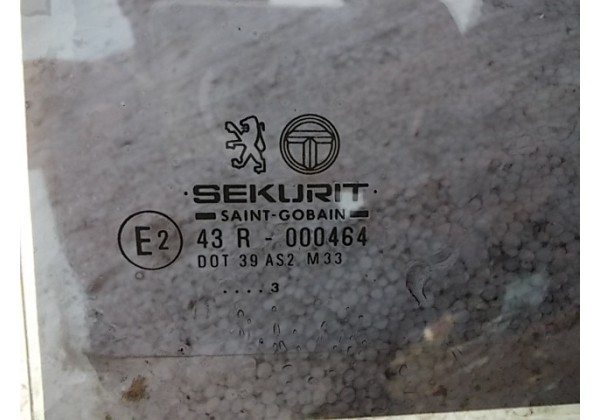 ·SEKURIT·
SAINT-GOBAIN
E2 43 R - 000464
DOT 39 AS2 M33
....3